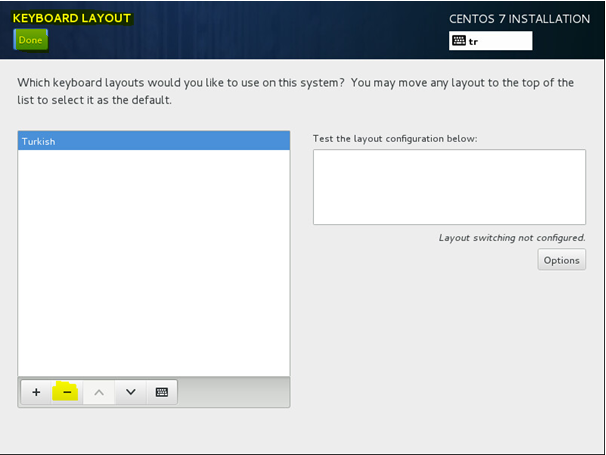 KEYBOARD LAYOUT
Done
CENTOS 7 INSTALLATION
tr
Which keyboard layouts would you like to use on this system?  You may move any layout to the top of the
list to select it as the default.
Turkish
Test the layout configuration below:
Layout switching not configured.
Options